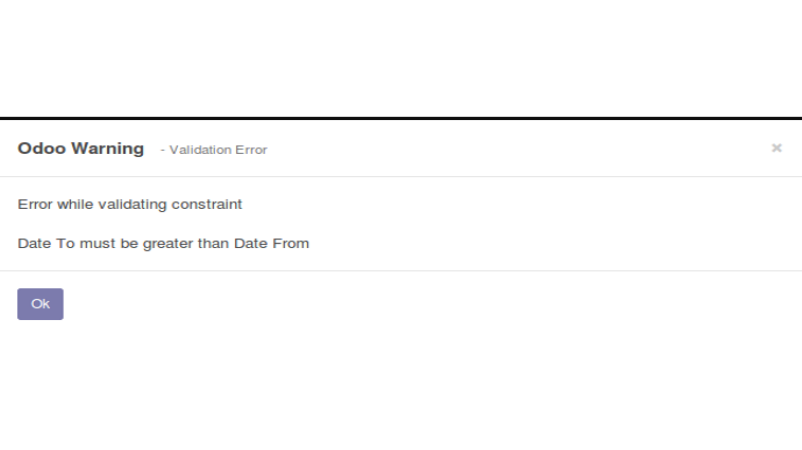 Odoo Warning - Validation Error ×
Error while validating constraint
Date To must be greater than Date From
Ok